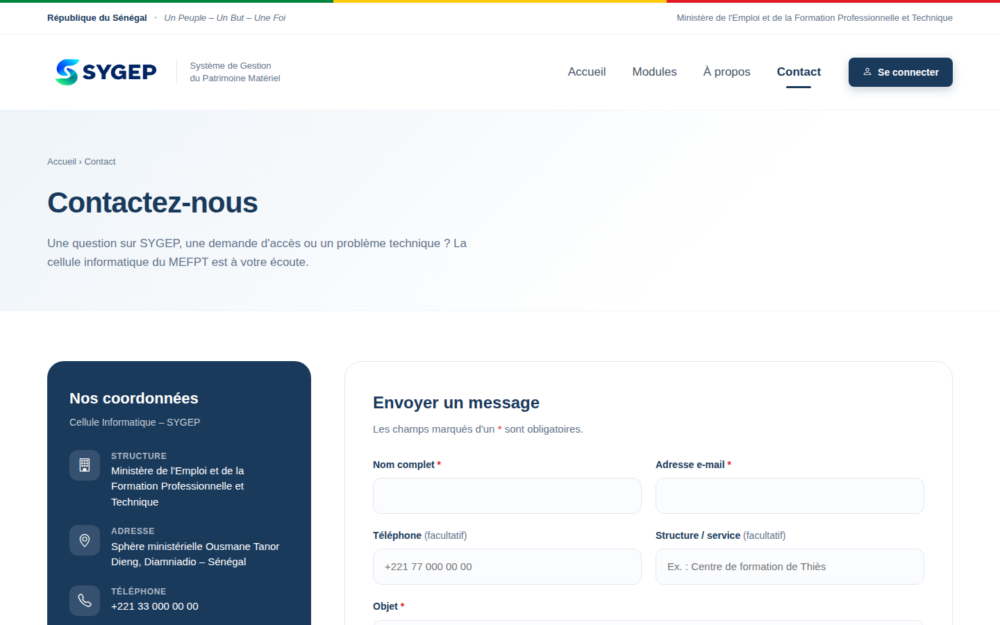 République du Sénégal • Un Peuple – Un But – Une Foi
Ministère de l'Emploi et de la Formation Professionnelle et Technique
SYGEP
Système de Gestion
du Patrimoine Matériel
Accueil
Modules
À propos
Contact
Se connecter
Accueil › Contact
Contactez-nous
Une question sur SYGEP, une demande d'accès ou un problème technique ? La
cellule informatique du MEFPT est à votre écoute.
Nos coordonnées
Cellule Informatique – SYGEP
STRUCTURE
Ministère de l'Emploi et de la
Formation Professionnelle et
Technique
ADRESSE
Sphère ministérielle Ousmane Tanor
Dieng, Diamniadio – Sénégal
TÉLÉPHONE
+221 33 000 00 00
Envoyer un message
Les champs marqués d'un * sont obligatoires.
Nom complet *
Adresse e-mail *
Téléphone (facultatif)
Structure / service (facultatif)
+221 77 000 00 00
Ex. : Centre de formation de Thiès
Objet *